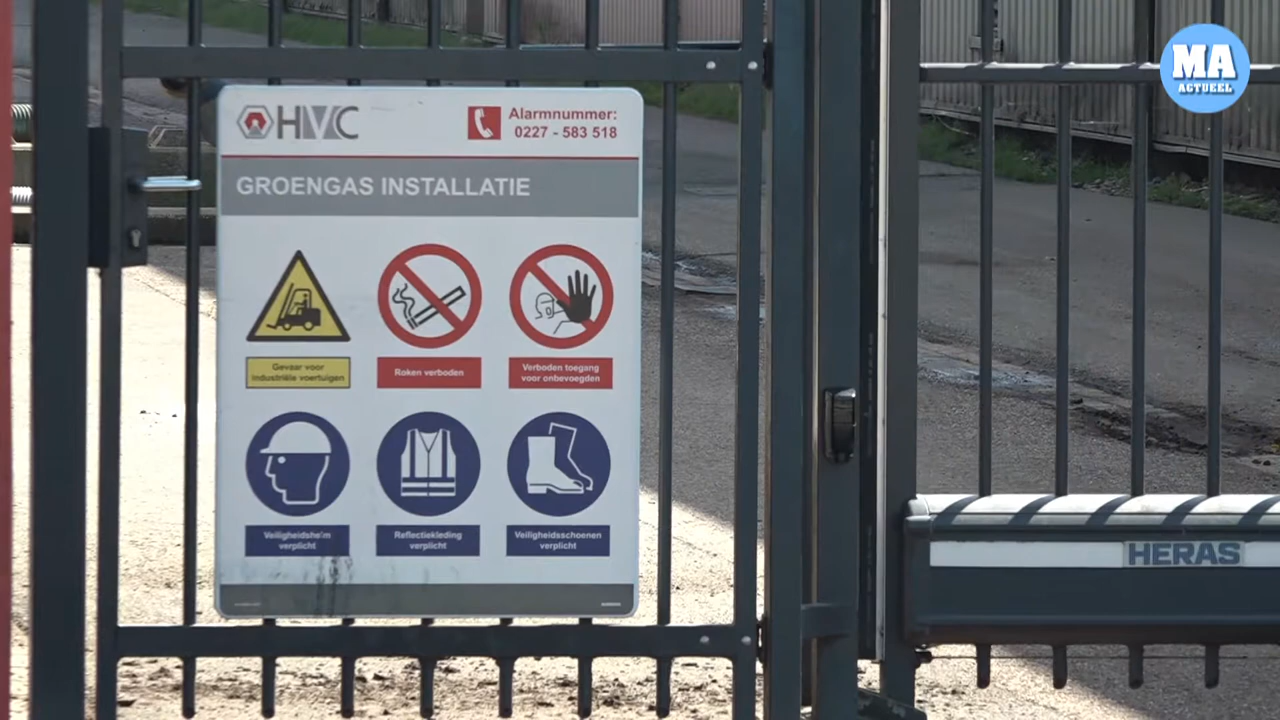 MA
ACTUEEL
HVC
Alarmnummer:
0227 - 583 518
GROENGAS INSTALLATIE
Gevaar voor
industriële voertuigen
Roken verboden
Verboden toegang
voor onbevoegden
Veiligheidshelm
verplicht
Reflectiekleding
verplicht
Veiligheidsschoenen
verplicht
HERAS